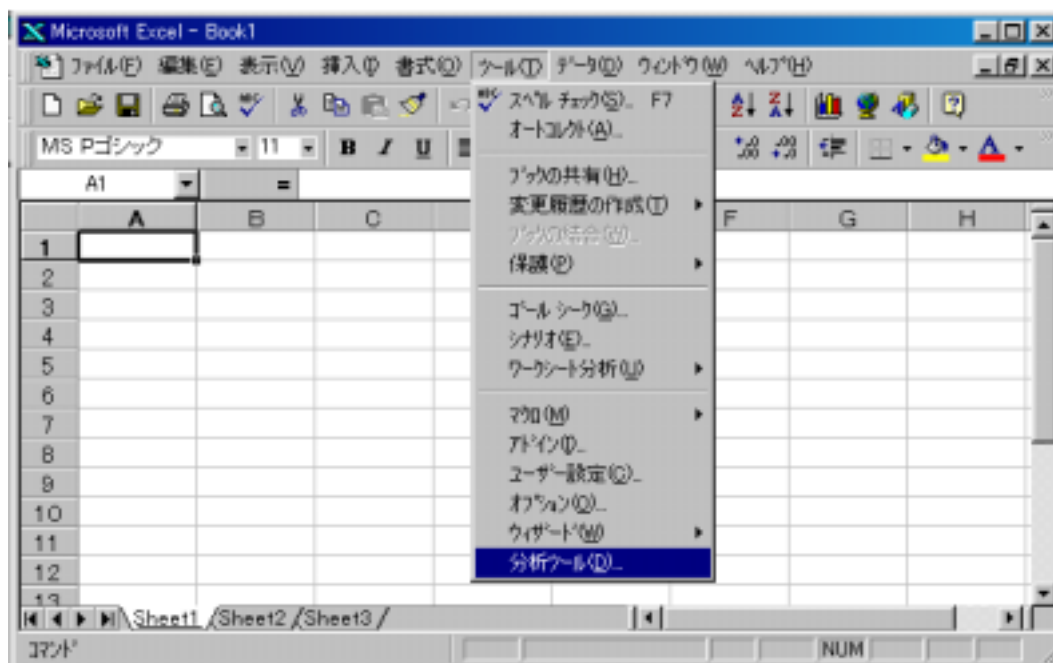 Microsoft Excel - Book1
ﾌｧｲﾙ(F) 編集(E) 表示(V) 挿入(I) 書式(O) ﾂｰﾙ(T) ﾃﾞｰﾀ(D) ｳｨﾝﾄﾞｳ(W) ﾍﾙﾌﾟ(H)
MS Pゴシック 11 B I U
ｽﾍﾟﾙ ﾁｪｯｸ(S)... F7
ｵｰﾄｺﾚｸﾄ(A)...
ﾌﾞｯｸの共有(H)...
変更履歴の作成(T)
ﾌﾞｯｸの結合(W)...
保護(P)
ｺﾞｰﾙ ｼｰｸ(G)...
ｼﾅﾘｵ(E)...
ﾜｰｸｼｰﾄ分析(U)
ﾏｸﾛ(M)
ｱﾄﾞｲﾝ(I)...
ﾕｰｻﾞｰ設定(C)...
ｵﾌﾟｼｮﾝ(O)...
ｳｨｻﾞｰﾄﾞ(W)
分析ﾂｰﾙ(D)...
A1 =
A B C F G H
1
2
3
4
5
6
7
8
9
10
11
12
13
Sheet1 Sheet2 Sheet3
ｺﾏﾝﾄﾞ NUM